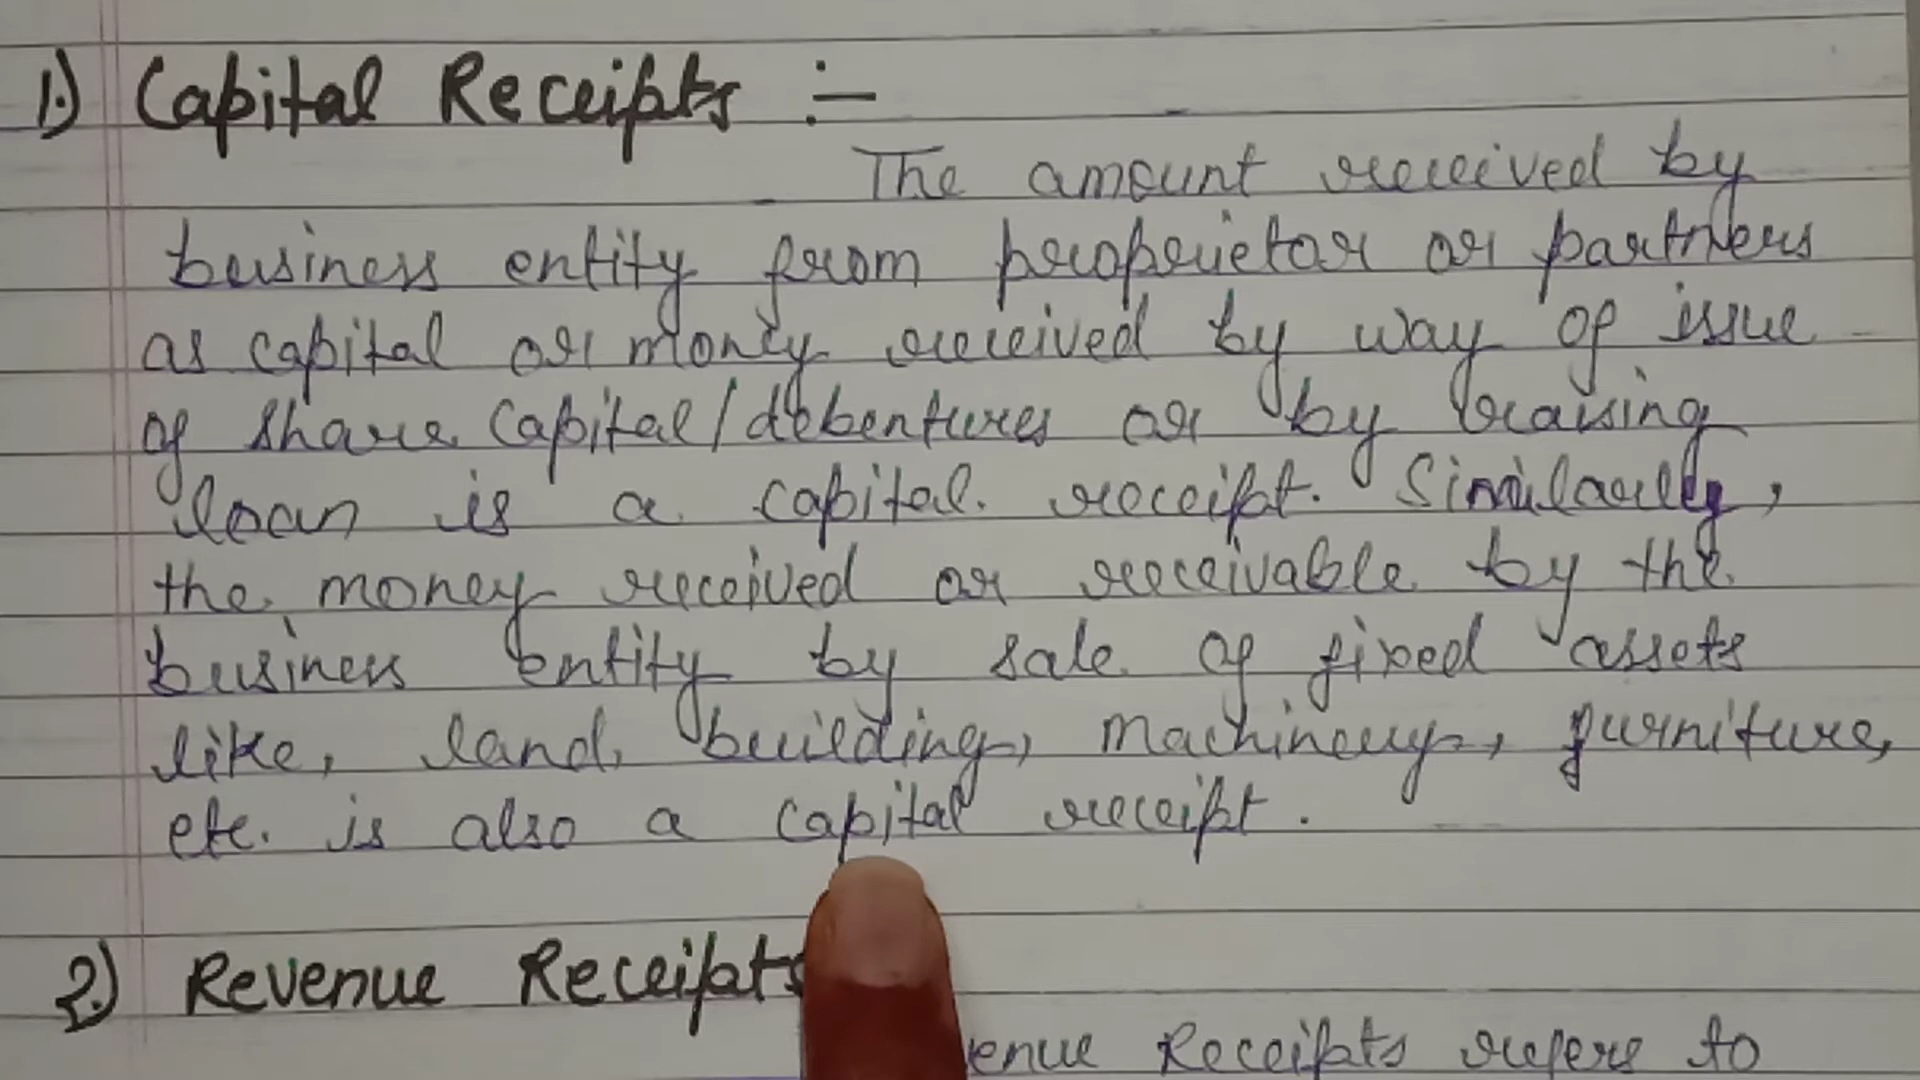 1.) Capital Receipts :-
The amount received by
business entity from proprietor or partners
as capital or money received by way of issue
of share capital/debentures or by raising
loan is a capital receipt. Similarly,
the money received or receivable by the
business entity by sale of fixed assets
like, land, building, machinery, furniture,
etc. is also a capital receipt.
2.) Revenue Receipts
enue Receipts refers to